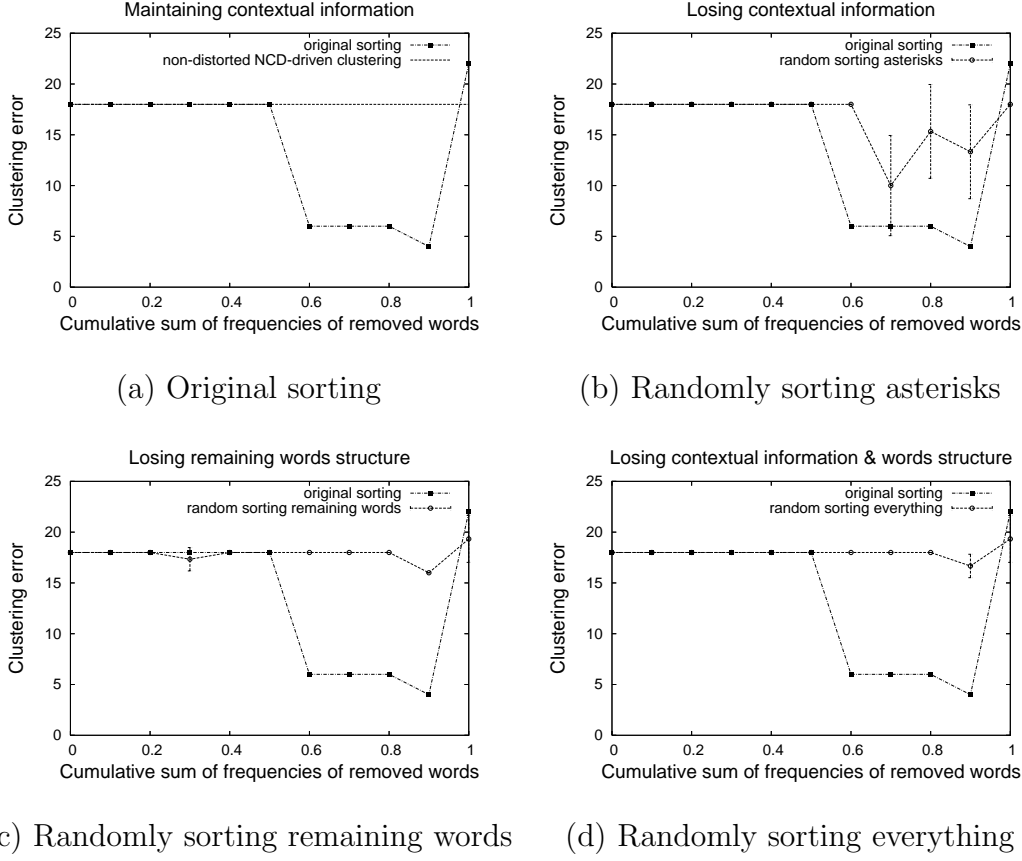 Maintaining contextual information
original sorting
non-distorted NCD-driven clustering
25
20
15
10
5
0
Clustering error
0 0.2 0.4 0.6 0.8 1
Cumulative sum of frequencies of removed words
(a) Original sorting
Losing contextual information
original sorting
random sorting asterisks
25
20
15
10
5
0
Clustering error
0 0.2 0.4 0.6 0.8 1
Cumulative sum of frequencies of removed words
(b) Randomly sorting asterisks
Losing remaining words structure
original sorting
random sorting remaining words
25
20
15
10
5
0
Clustering error
0 0.2 0.4 0.6 0.8 1
Cumulative sum of frequencies of removed words
c) Randomly sorting remaining words
Losing contextual information & words structure
original sorting
random sorting everything
25
20
15
10
5
0
Clustering error
0 0.2 0.4 0.6 0.8 1
Cumulative sum of frequencies of removed words
(d) Randomly sorting everything